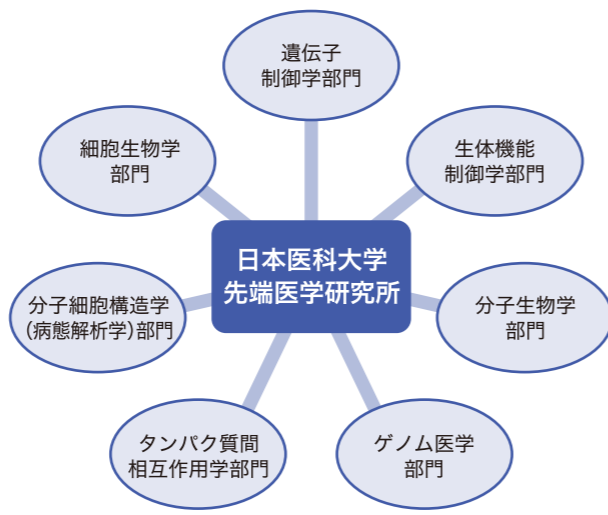 遺伝子
制御学部門
細胞生物学
部門
生体機能
制御学部門
日本医科大学
先端医学研究所
分子細胞構造学
(病態解析学)部門
分子生物学
部門
タンパク質間
相互作用学部門
ゲノム医学
部門